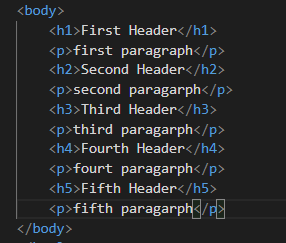 <body>
<h1>First Header</h1>
<p>first paragraph</p>
<h2>Second Header</h2>
<p>second paragarph</p>
<h3>Third Header</h3>
<p>third paragarph</p>
<h4>Fourth Header</h4>
<p>fourt paragarph</p>
<h5>Fifth Header</h5>
<p>fifth paragarph</p>
</body>